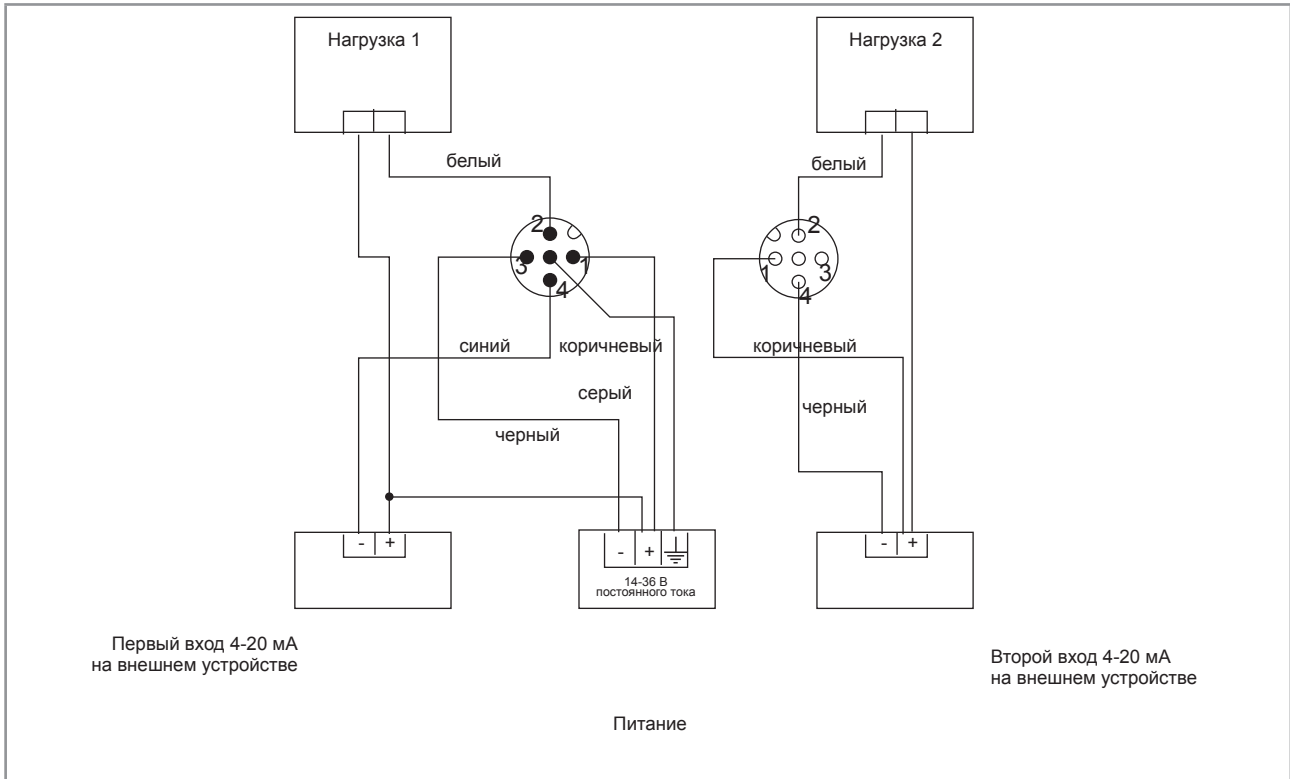 Нагрузка 1
Нагрузка 2
белый
белый
2
3
1
4
2
1
3
4
синий
коричневый
коричневый
серый
черный
черный
- +
- +
- +
14-36 В
постоянного тока
Первый вход 4-20 мА
на внешнем устройстве
Второй вход 4-20 мА
на внешнем устройстве
Питание